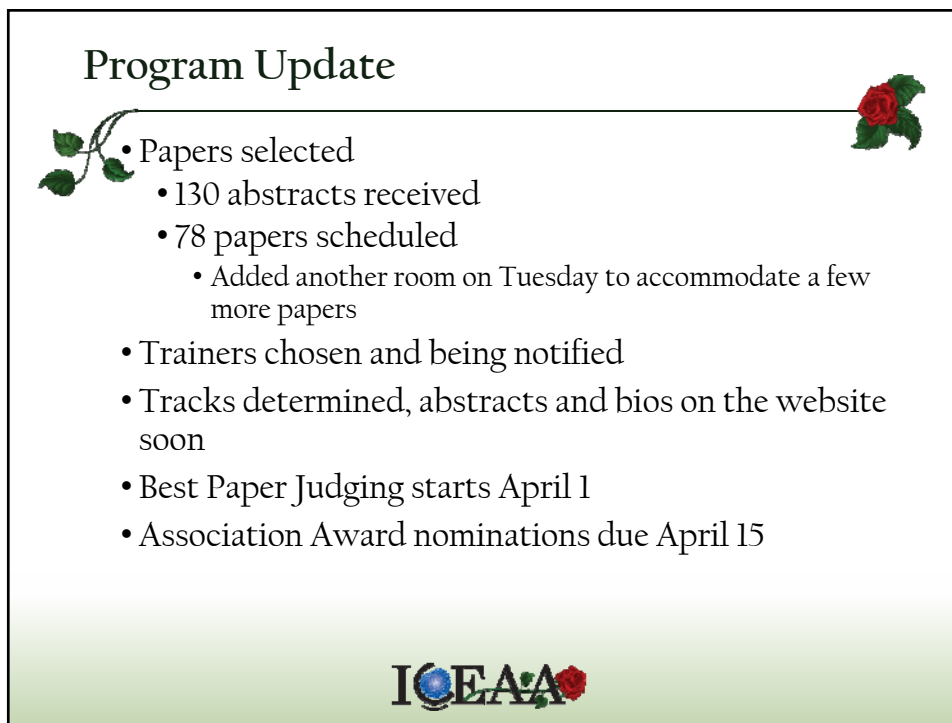 Program Update
• Papers selected
• 130 abstracts received
• 78 papers scheduled
• Added another room on Tuesday to accommodate a few
more papers
• Trainers chosen and being notified
• Tracks determined, abstracts and bios on the website
soon
• Best Paper Judging starts April 1
• Association Award nominations due April 15
ICEAA